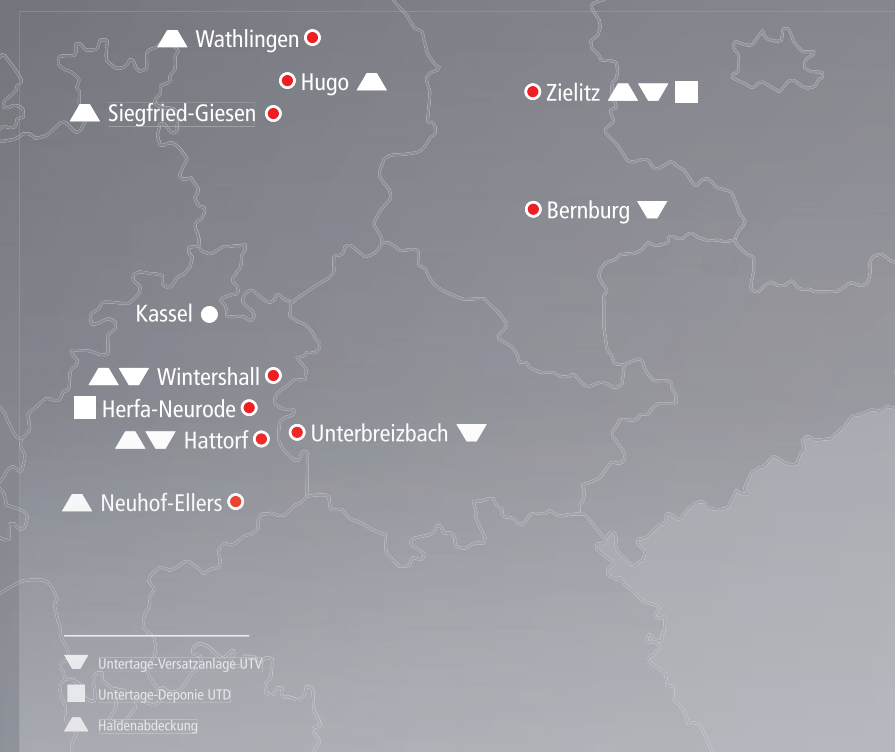 Wathlingen
Hugo
Zielitz
Siegfried-Giesen
Bernburg
Kassel
Wintershall
Herfa-Neurode
Unterbreizbach
Hattorf
Neuhof-Ellers
Untertage-Versatzanlage UTV
Untertage-Deponie UTD
Haldenabdeckung